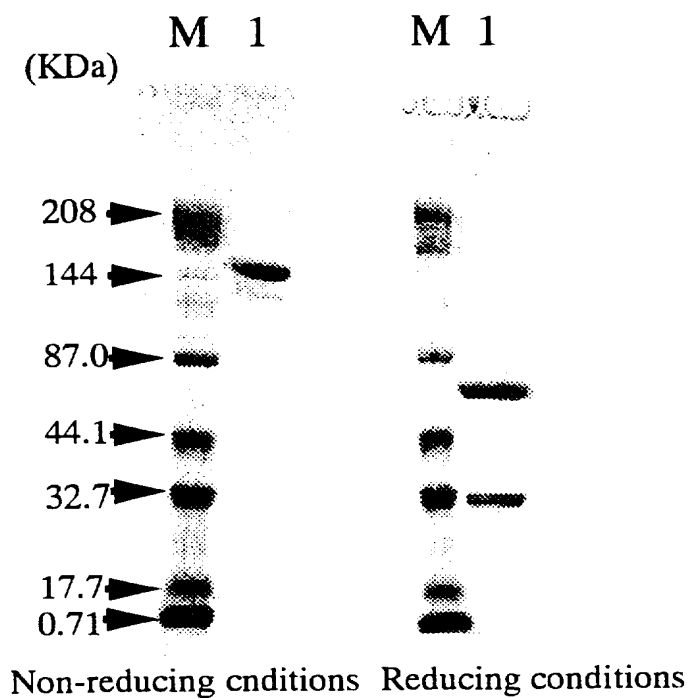 M 1 M 1
(KDa)
208
144
87.0
44.1
32.7
17.7
0.71
Non-reducing cnditions Reducing conditions